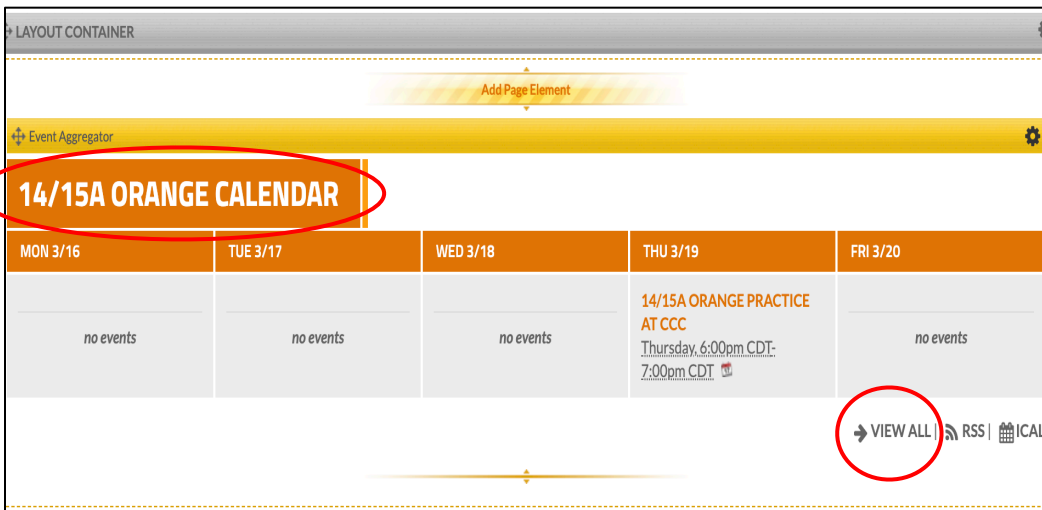 LAYOUT CONTAINER
Add Page Element
Event Aggregator
14/15A ORANGE CALENDAR
MON 3/16 TUE 3/17 WED 3/18 THU 3/19 FRI 3/20
no events no events no events 14/15A ORANGE PRACTICE
AT CCC
Thursday, 6:00pm CDT-
7:00pm CDT
no events
VIEW ALL | RSS | ICAL